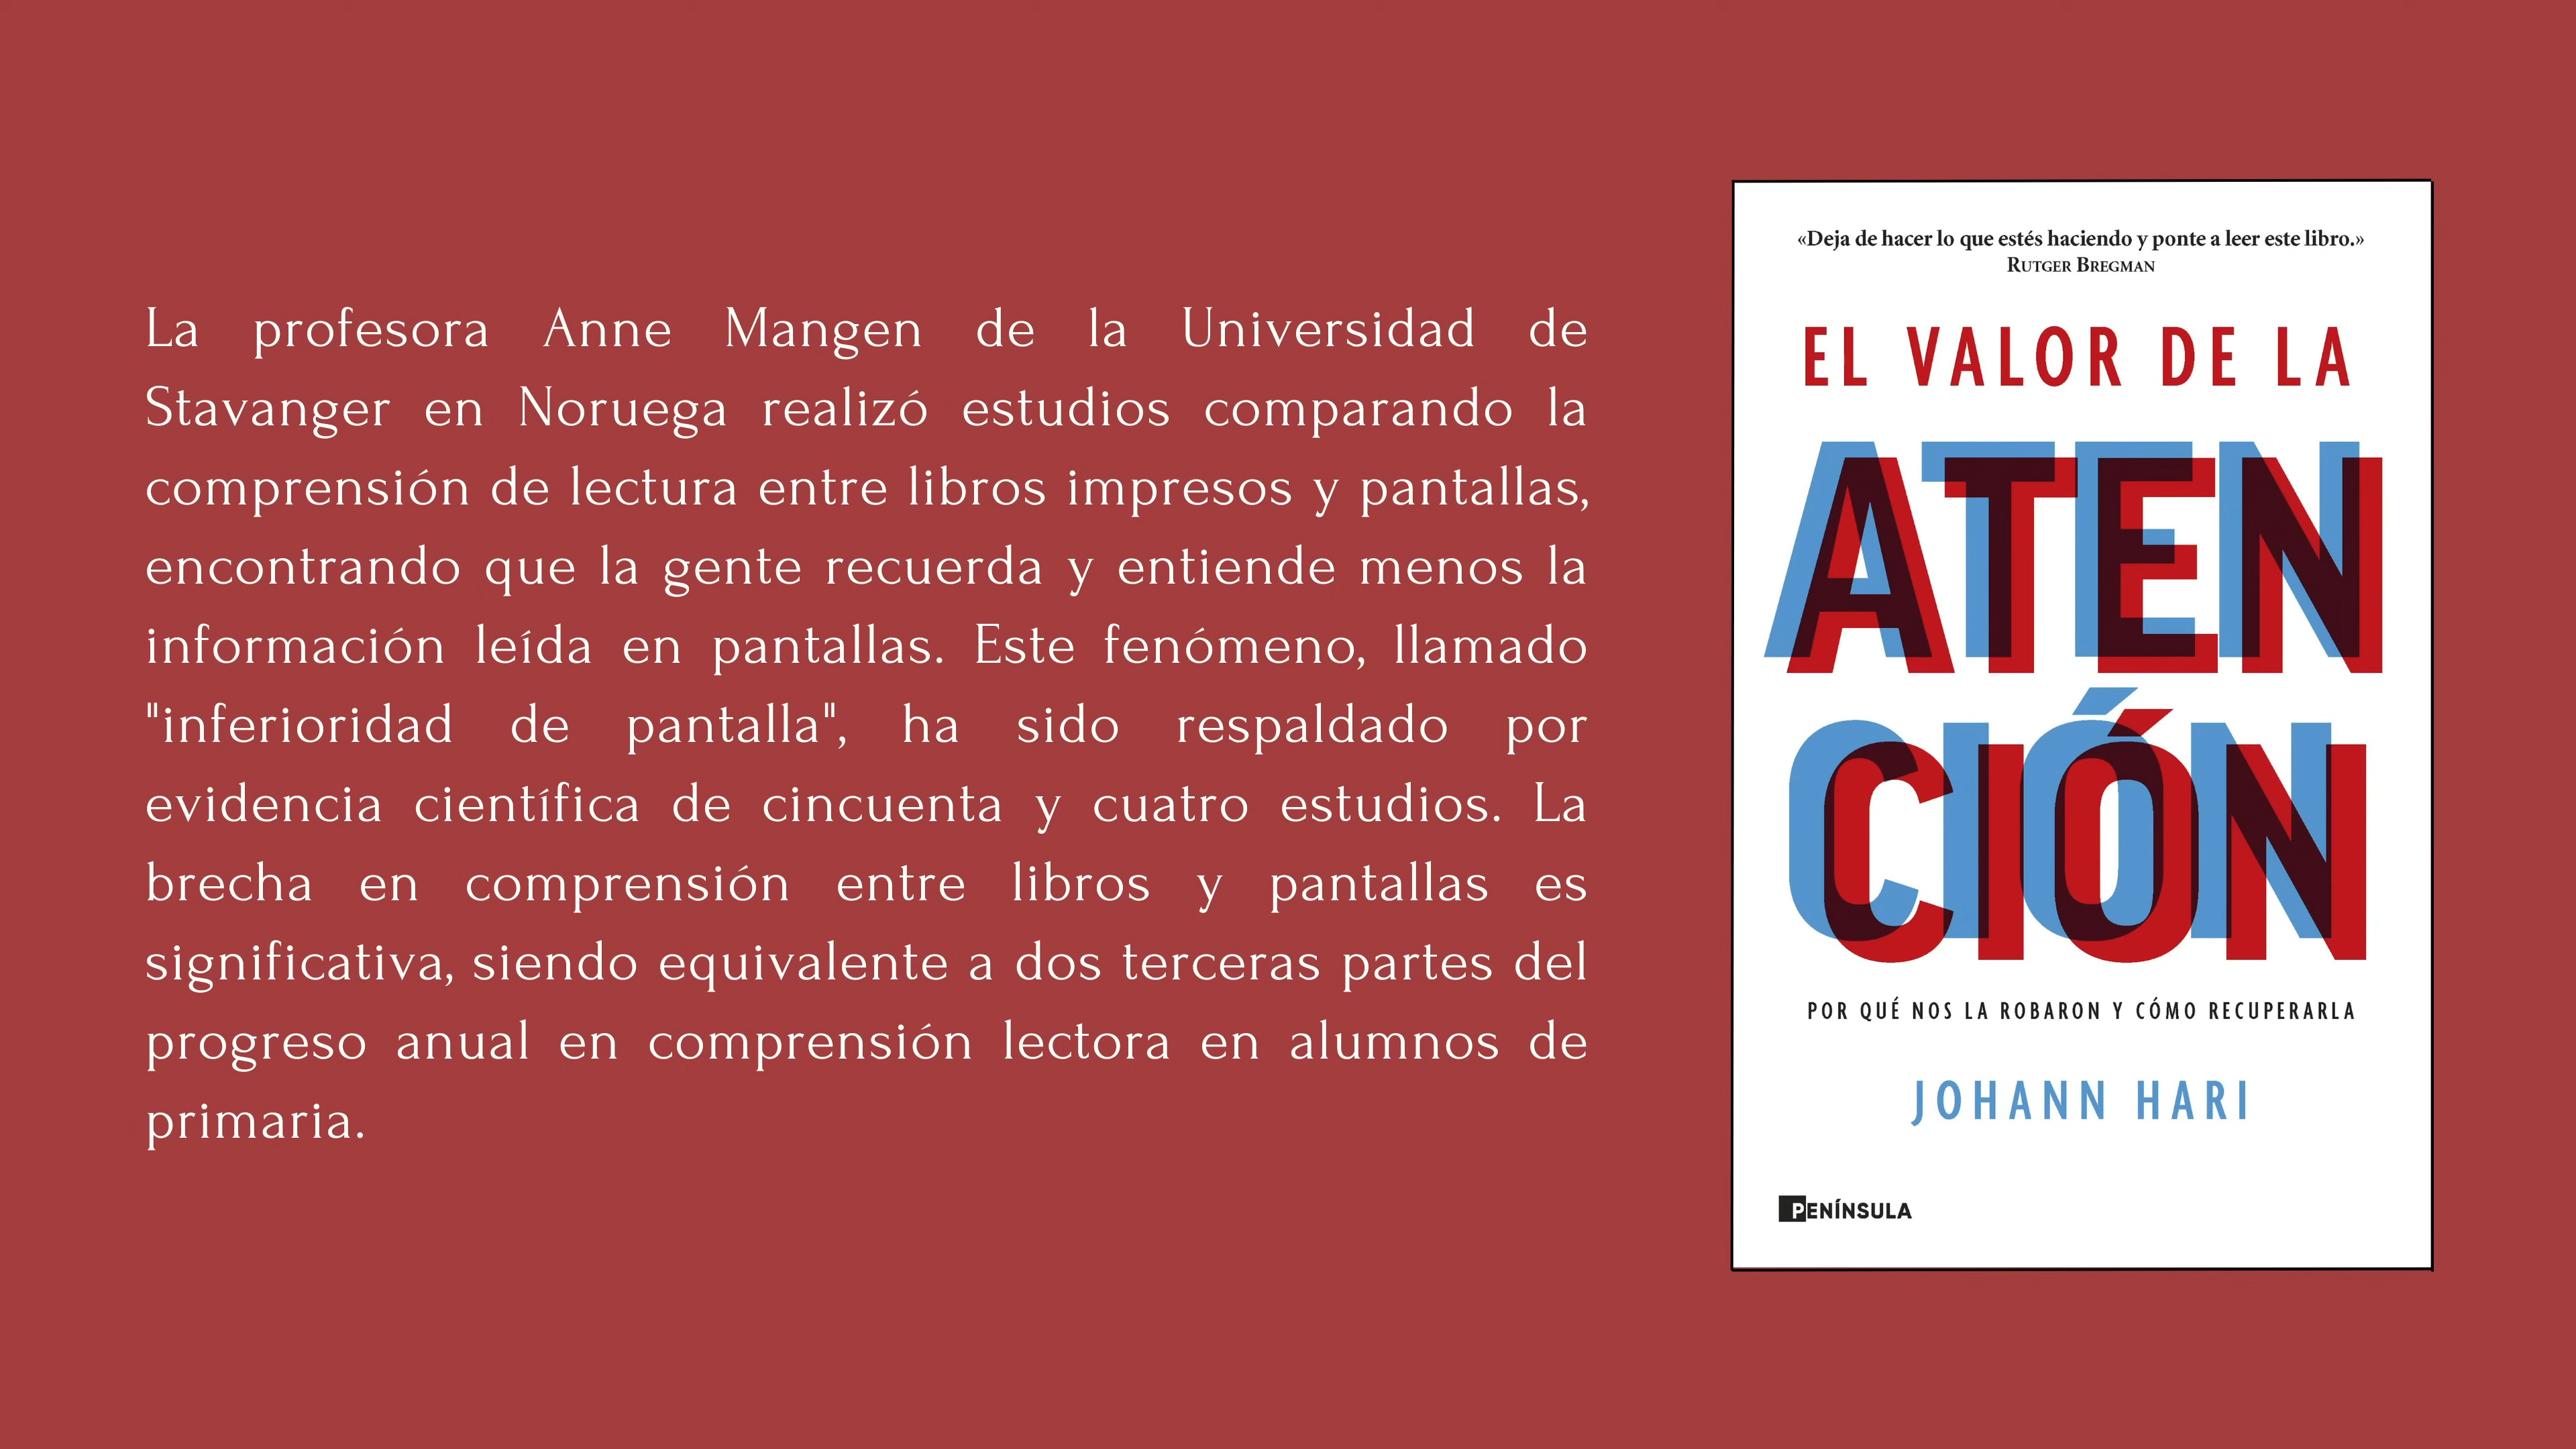 La profesora Anne Mangen de la Universidad de
Stavanger en Noruega realizó estudios comparando la
comprensión de lectura entre libros impresos y pantallas,
encontrando que la gente recuerda y entiende menos la
información leída en pantallas. Este fenómeno, llamado
"inferioridad de pantalla", ha sido respaldado por
evidencia científica de cincuenta y cuatro estudios. La
brecha en comprensión entre libros y pantallas es
significativa, siendo equivalente a dos terceras partes del
progreso anual en comprensión lectora en alumnos de
primaria.
«Deja de hacer lo que estés haciendo y ponte a leer este libro.»
RUTGER BREGMAN
EL VALOR DE LA
ATEN
CIÓN
POR QUÉ NOS LA ROBARON Y CÓMO RECUPERARLA
JOHANN HARI
PENÍNSULA